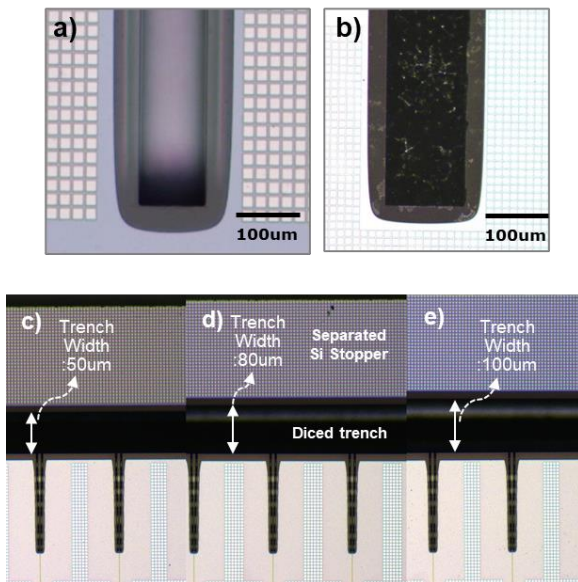 a)
100um
b)
100um
c)
Trench
Width
:50um
d)
Trench
Width
:80um
Separated
Si Stopper
Diced trench
e)
Trench
Width
:100um